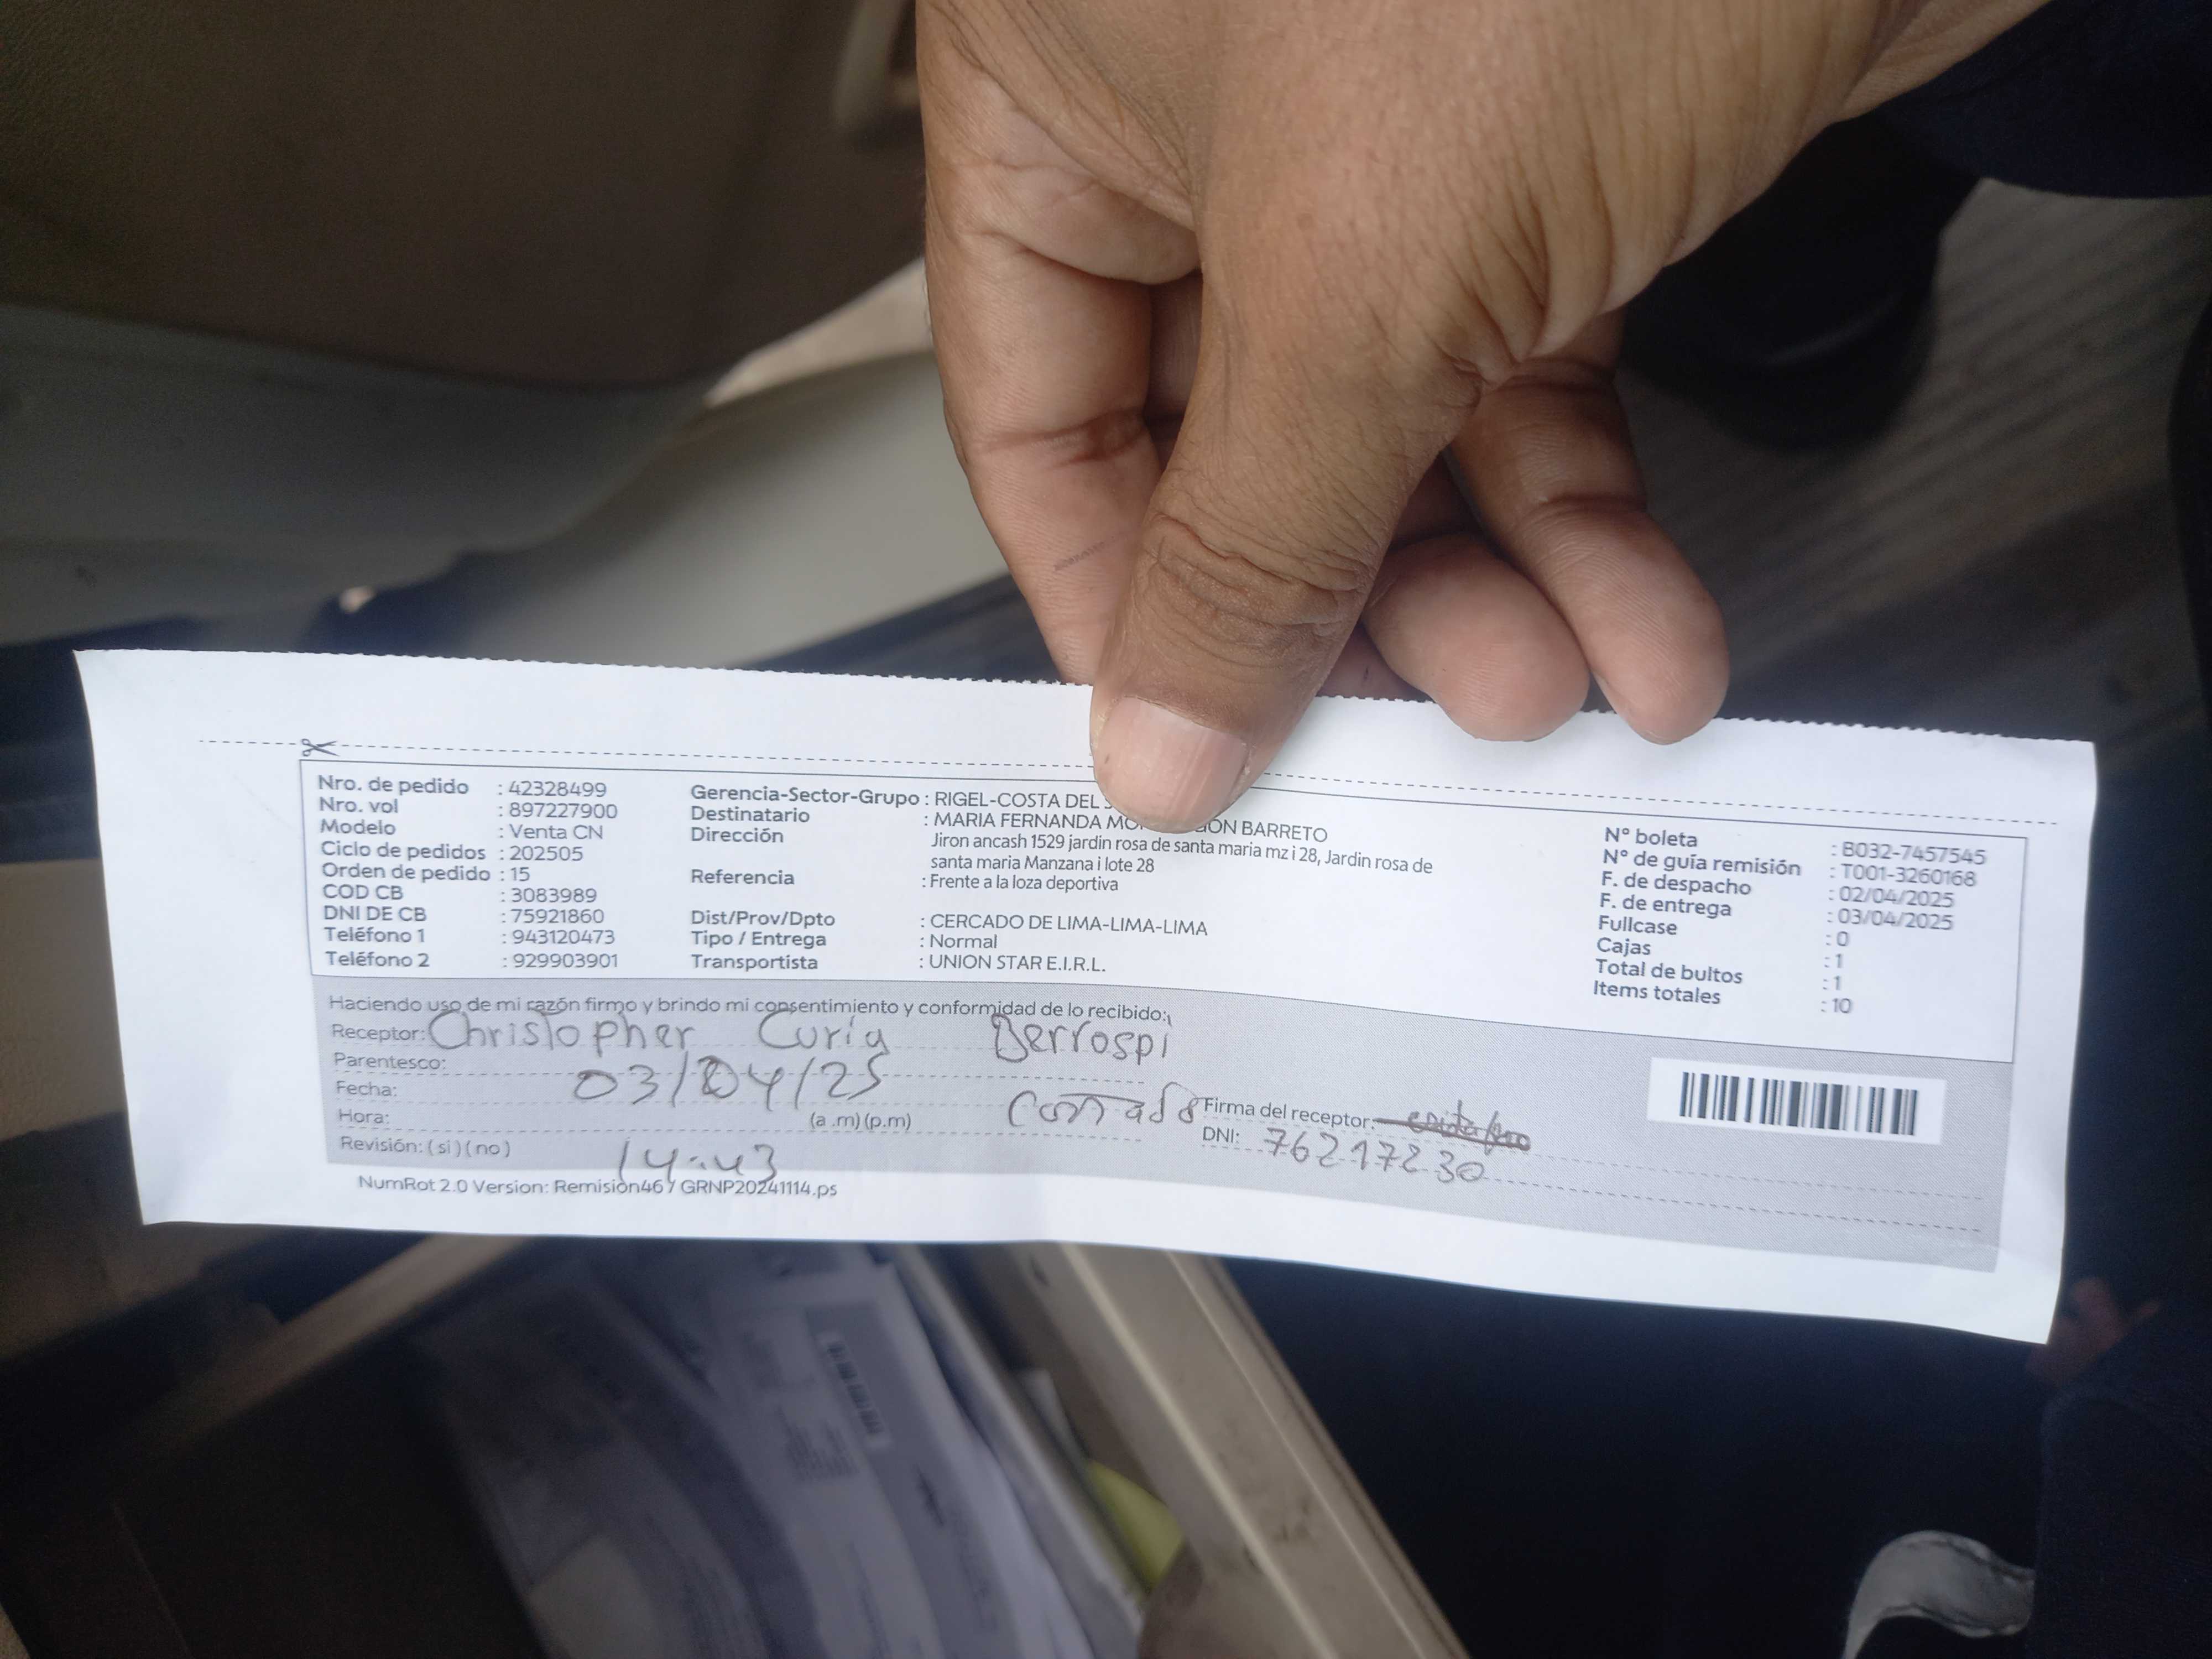 Nro. de pedido : 42328499
Nro. vol : 897227900
Modelo : Venta CN
Ciclo de pedidos : 202505
Orden de pedido : 15
COD CB : 3083989
DNI DE CB : 75921860
Teléfono 1 : 943120473
Teléfono 2 : 929903901
Gerencia-Sector-Grupo : RIGEL-COSTA DEL
Destinatario : MARIA FERNANDA BARRETO
Dirección Jiron ancash 1529 jardin rosa de santa maria mz i 28, Jardin rosa de
santa maria Manzana i lote 28
Referencia : Frente a la loza deportiva
Dist/Prov/Dpto : CERCADO DE LIMA-LIMA-LIMA
Tipo / Entrega : Normal
Transportista : UNION STAR E.I.R.L.
N° boleta : B032-7457545
N° de guía remisión : T001-3260168
F. de despacho : 02/04/2025
F. de entrega : 03/04/2025
Fullcase : 0
Cajas : 1
Total de bultos : 1
Items totales : 10
Haciendo uso de mi razón firmo y brindo mi consentimiento y conformidad de lo recibido:
Receptor: Christopher Curía Berrospi
Parentesco:
Fecha: 03/04/25
Hora: (a.m)(p.m)
Revisión: ( si ) ( no ) 14:43
Firma del receptor:
DNI: 76217230
NumRot 2.0 Version: Remisión46 / GRNP20241114.ps